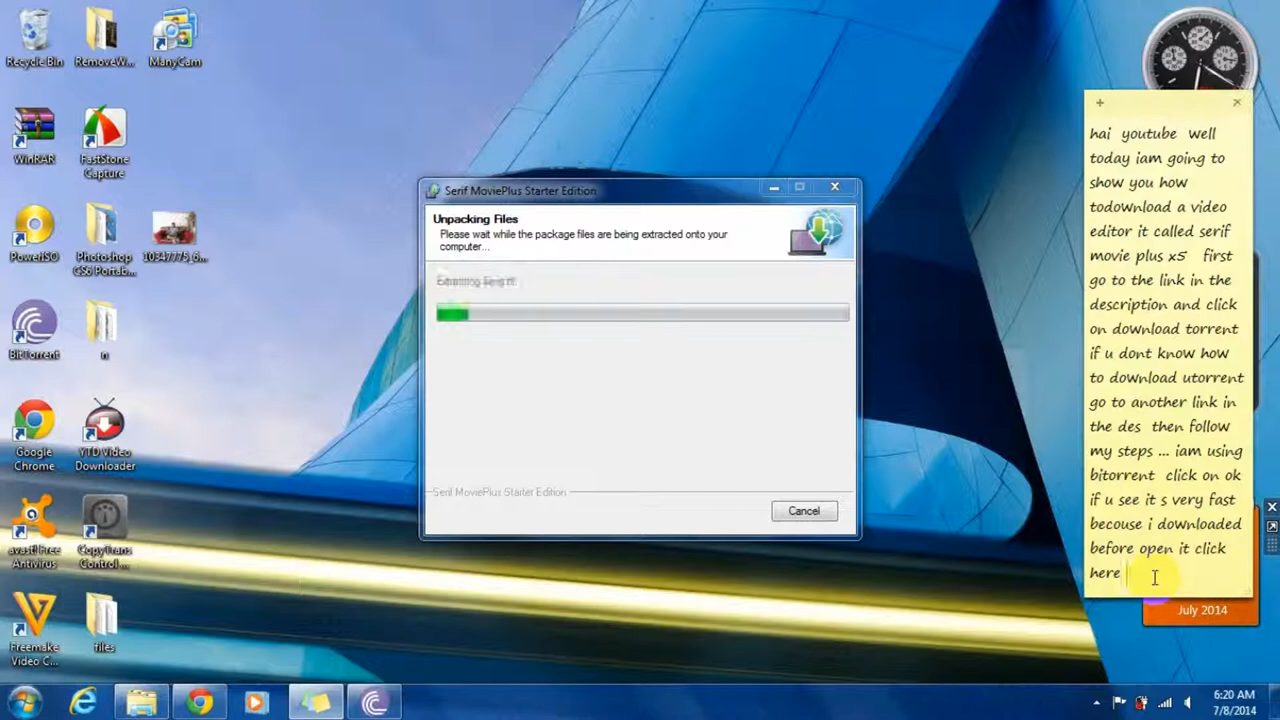 Recycle Bin
RemoveW...
ManyCam
WinRAR
FastStone
Capture
PowerISO
Photoshop
CS6 Portab...
10347775_6...
BitTorrent
n
Google
Chrome
YTD Video
Downloader
avast! Free
Antivirus
CopyTrans
Control ...
Freemake
Video C...
files
Serif MoviePlus Starter Edition
Unpacking Files
Please wait while the package files are being extracted onto your
computer...
Serif MoviePlus Starter Edition
Cancel
hai youtube well
today iam going to
show you how
todownload a video
editor it called serif
movie plus x5 first
go to the link in the
description and click
on download torrent
if u dont know how
to download utorrent
go to another link in
the des then follow
my steps ... iam using
bitorrent click on ok
if u see it s very fast
becouse i downloaded
before open it click
here
July 2014
6:20 AM
7/8/2014